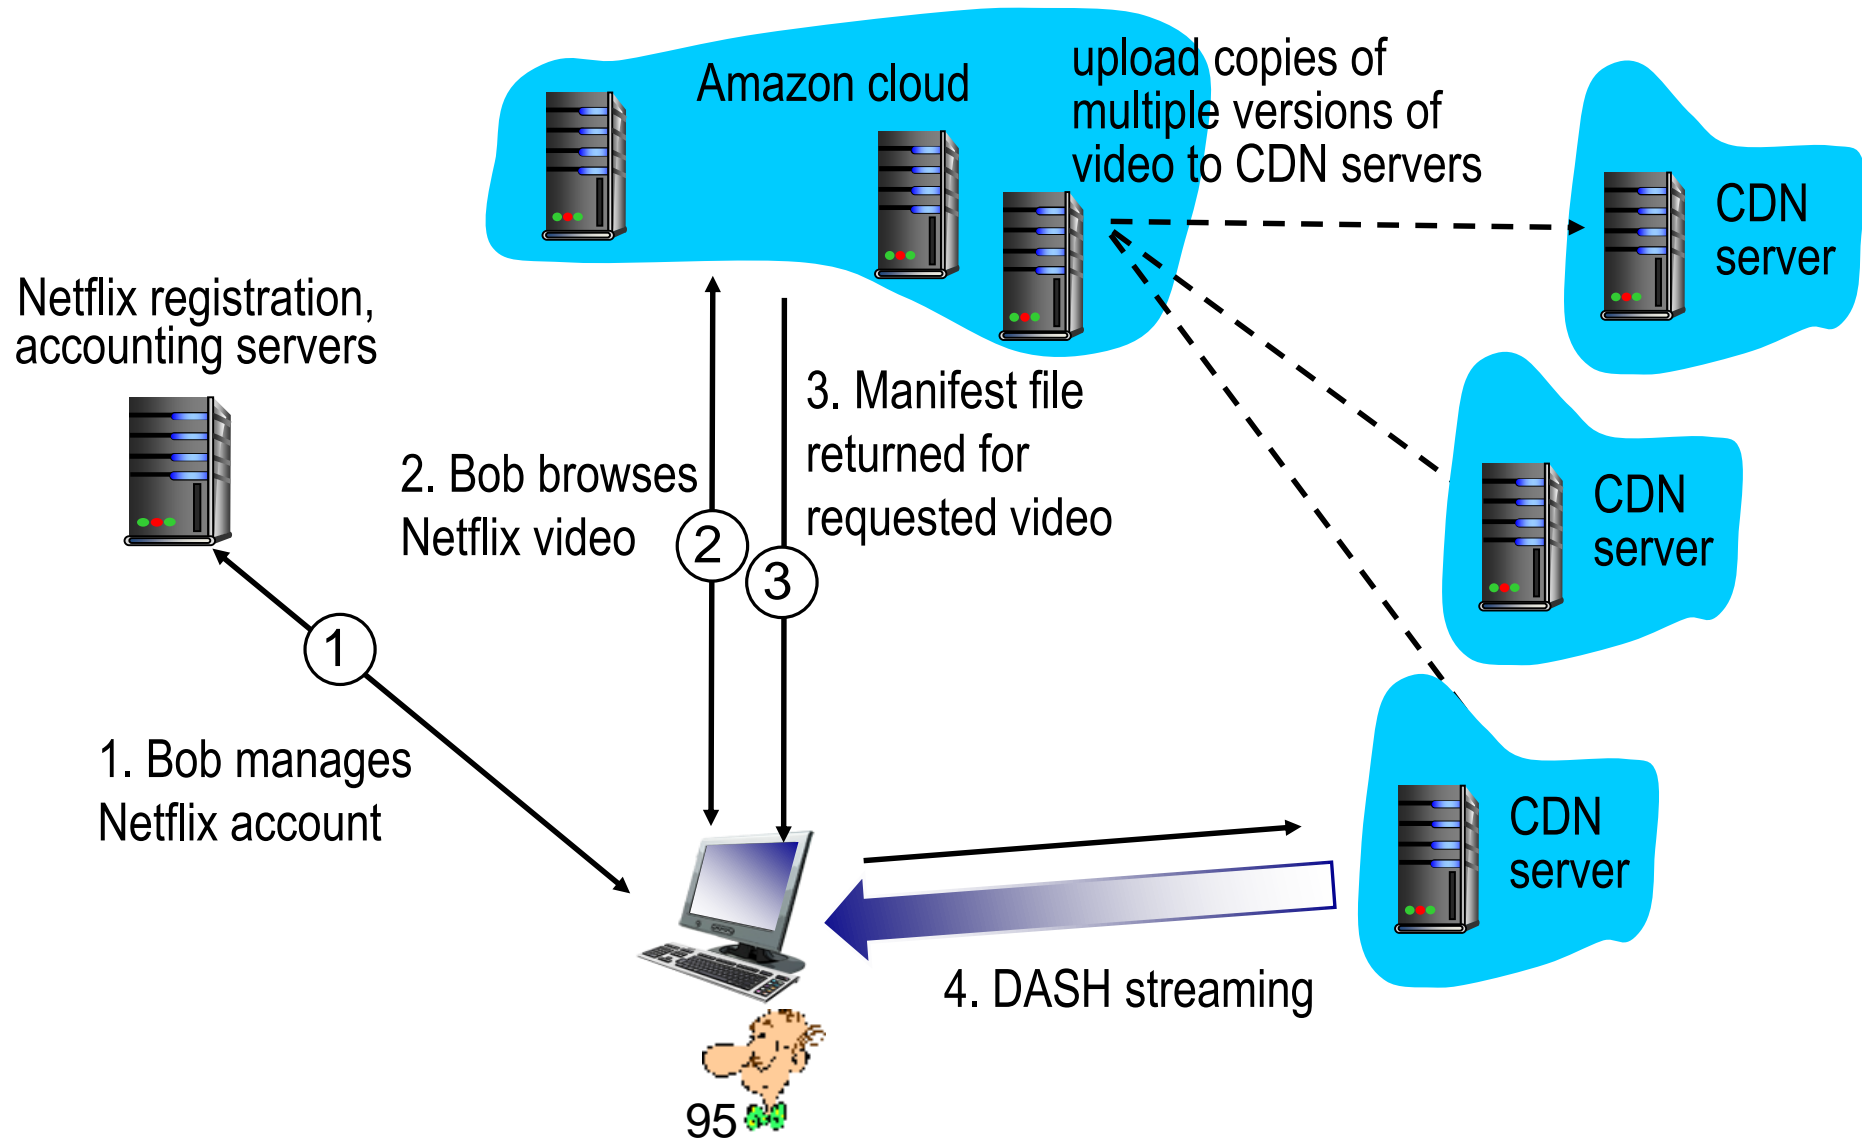 Amazon cloud
upload copies of
multiple versions of
video to CDN servers
CDN
server
Netflix registration,
accounting servers
3. Manifest file
returned for
requested video
2. Bob browses
Netflix video
2
3
CDN
server
1
1. Bob manages
Netflix account
CDN
server
4. DASH streaming
95